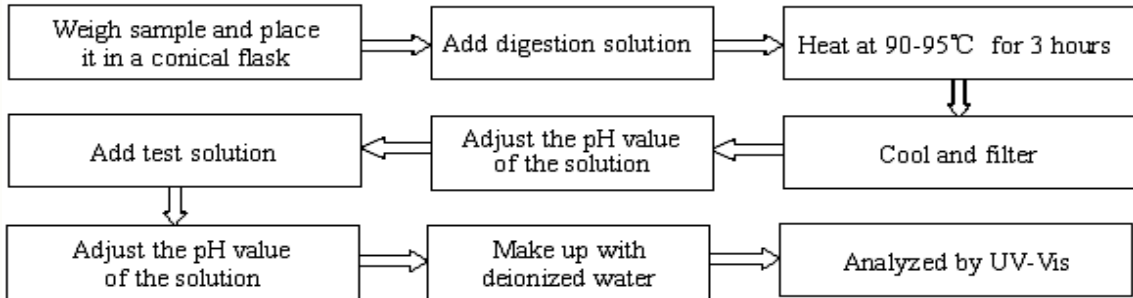 Weigh sample and place
it in a conical flask
Add digestion solution
Heat at 90-95℃ for 3 hours
Cool and filter
Adjust the pH value
of the solution
Add test solution
Adjust the pH value
of the solution
Make up with
deionized water
Analyzed by UV-Vis